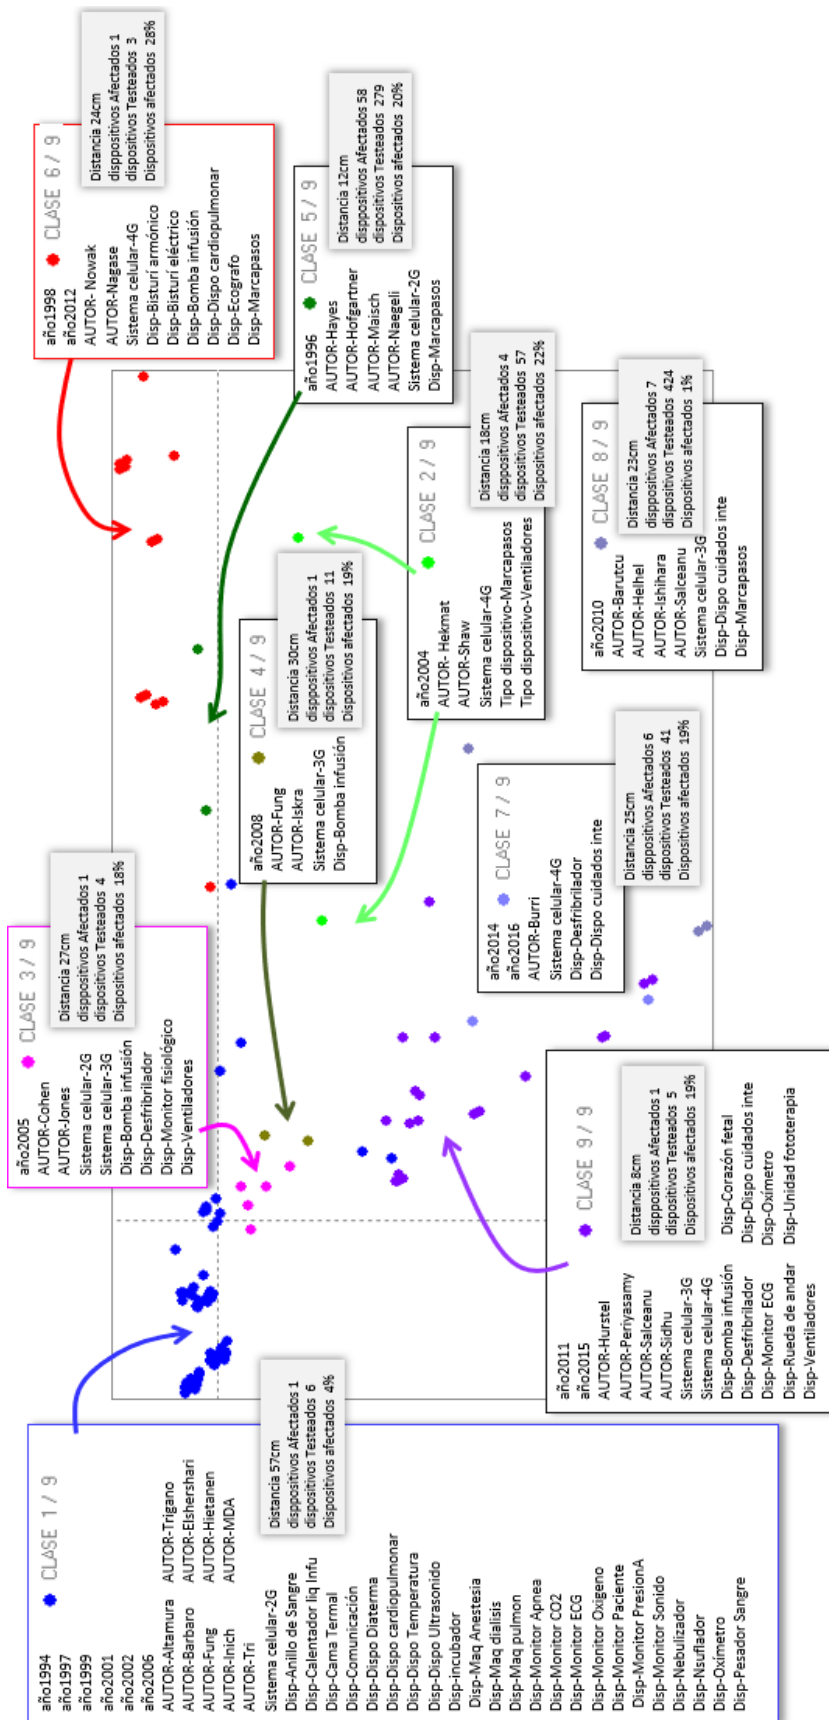 CLASE 1 / 9
año1994
año1997
año1999
año2001
año2002
año2006
AUTOR-Altamura AUTOR-Trigano
AUTOR-Barbaro AUTOR-Elshershari
AUTOR-Fung AUTOR-Hietanen
AUTOR-Inich AUTOR-MDA
AUTOR-Tri
Sistema celular-2G
Disp-Anillo de Sangre
Disp-Calentador liq Infu
Disp-Cama Termal
Disp-Comunicación
Disp-Dispo Diaterma
Disp-Dispo cardiopulmonar
Disp-Dispo Temperatura
Disp-Dispo Ultrasonido
Disp-incubador
Disp-Maq Anestesia
Disp-Maq dialisis
Disp-Maq pulmon
Disp-Monitor Apnea
Disp-Monitor CO2
Disp-Monitor ECG
Disp-Monitor Oxigeno
Disp-Monitor Paciente
Disp-Monitor PresionA
Disp-Monitor Sonido
Disp-Nebulizador
Disp-Nsuflador
Disp-Oxímetro
Disp-Pesador Sangre
Distancia 57cm
disppositivos Afectados 1
dispositivos Testeados 6
Dispositivos afectados 4%
CLASE 3 / 9
año2005
AUTOR-Cohen
AUTOR-Jones
Sistema celular-2G
Sistema celular-3G
Disp-Bomba infusión
Disp-Desfribrilador
Disp-Monitor fisiológico
Disp-Ventiladores
Distancia 27cm
disppositivos Afectados 1
dispositivos Testeados 4
Dispositivos afectados 18%
CLASE 6 / 9
año1998
año2012
AUTOR- Nowak
AUTOR-Nagase
Sistema celular-4G
Disp-Bisturí armónico
Disp-Bisturí eléctrico
Disp-Bomba infusión
Disp-Dispo cardiopulmonar
Disp-Ecografo
Disp-Marcapasos
Distancia 24cm
disppositivos Afectados 1
dispositivos Testeados 3
Dispositivos afectados 28%
CLASE 4 / 9
año2008
AUTOR-Fung
AUTOR-Iskra
Sistema celular-3G
Disp-Bomba infusión
Distancia 30cm
disppositivos Afectados 1
dispositivos Testeados 11
Dispositivos afectados 19%
CLASE 5 / 9
año1996
AUTOR-Hayes
AUTOR-Hofgartner
AUTOR-Maisch
AUTOR-Naegeli
Sistema celular-2G
Disp-Marcapasos
Distancia 12cm
disppositivos Afectados 58
dispositivos Testeados 279
Dispositivos afectados 20%
CLASE 2 / 9
año2004
AUTOR- Hekmat
AUTOR-Shaw
Sistema celular-4G
Tipo dispositivo-Marcapasos
Tipo dispositivo-Ventiladores
Distancia 18cm
disppositivos Afectados 4
dispositivos Testeados 57
Dispositivos afectados 22%
CLASE 9 / 9
año2011
año2015
AUTOR-Hurstel
AUTOR-Periyasamy
AUTOR-Salceanu
AUTOR-Sidhu
Sistema celular-3G
Sistema celular-4G
Disp-Bomba infusión Disp-Corazón fetal
Disp-Desfribrilador Disp-Dispo cuidados inte
Disp-Monitor ECG Disp-Oxímetro
Disp-Rueda de andar Disp-Unidad fototerapia
Disp-Ventiladores
Distancia 8cm
disppositivos Afectados 1
dispositivos Testeados 5
Dispositivos afectados 19%
CLASE 7 / 9
año2014
año2016
AUTOR-Burri
Sistema celular-4G
Disp-Desfribrilador
Disp-Dispo cuidados inte
Distancia 25cm
disppositivos Afectados 6
dispositivos Testeados 41
Dispositivos afectados 19%
CLASE 8 / 9
año2010
AUTOR-Barutcu
AUTOR-Helhel
AUTOR-Ishihara
AUTOR-Salceanu
Sistema celular-3G
Disp-Dispo cuidados inte
Disp-Marcapasos
Distancia 23cm
disppositivos Afectados 7
dispositivos Testeados 424
Dispositivos afectados 1%